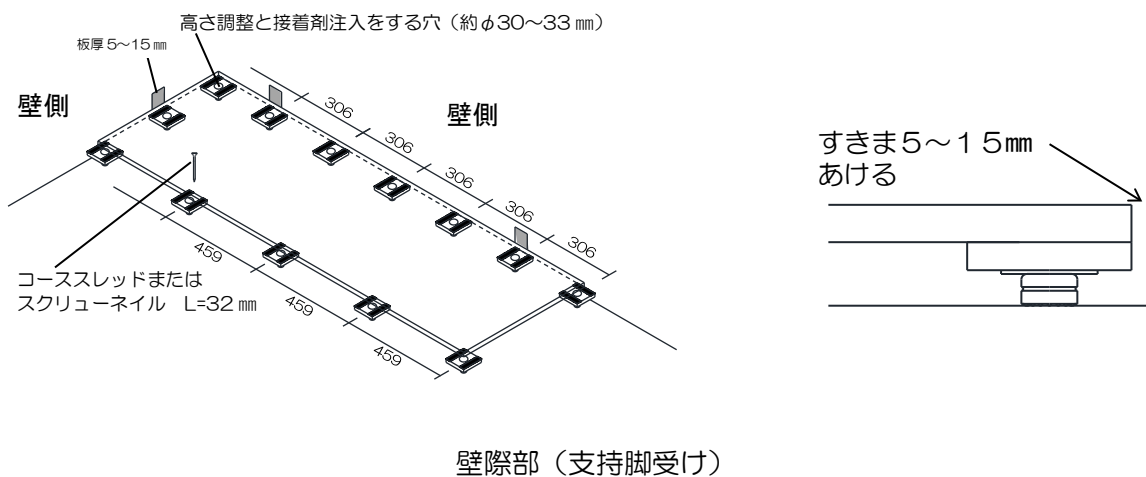 高さ調整と接着剤注入をする穴（約φ30～33㎜）
板厚5～15㎜
壁側
壁側
306
306
306
306
306
すきま5～15㎜
あける
459
459
459
459
コーススレッドまたは
スクリューネイル　L=32㎜
壁際部（支持脚受け）